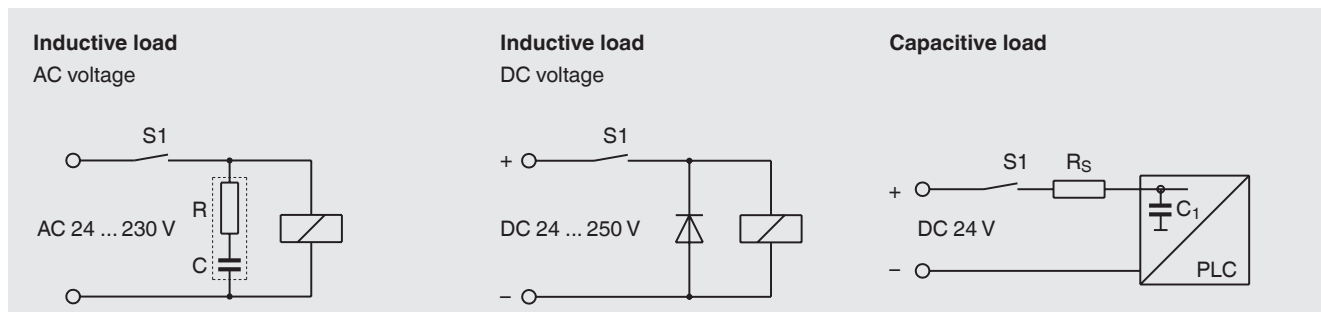 Inductive load
AC voltage
S1
R
AC 24 ... 230 V
C
Inductive load
DC voltage
S1
+
DC 24 ... 250 V
–
Capacitive load
S1
RS
+
C1
DC 24 V
–
PLC